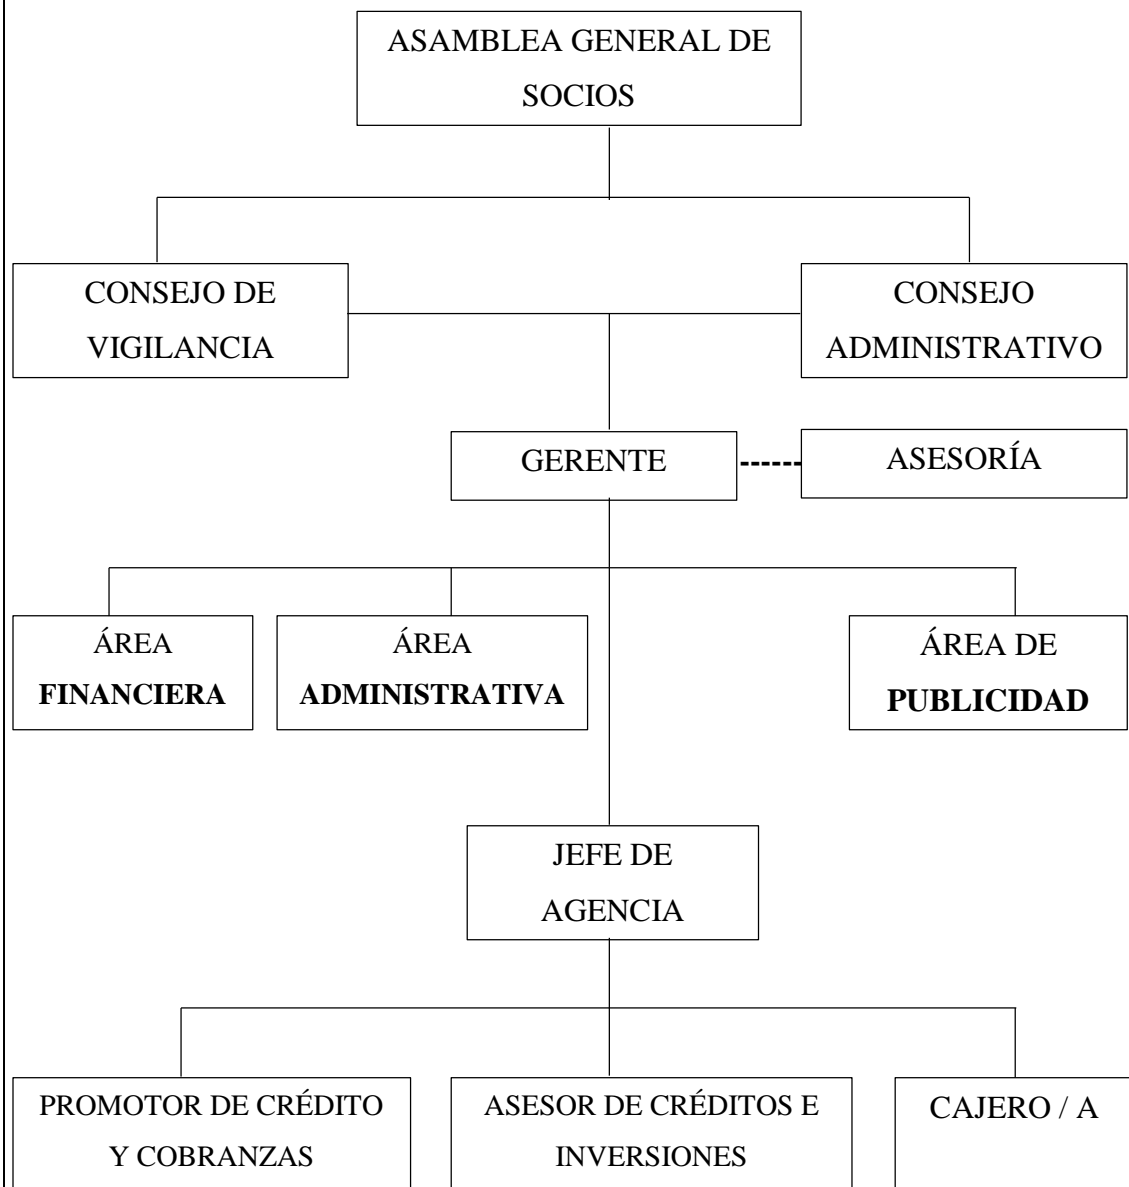 ASAMBLEA GENERAL DE
SOCIOS
CONSEJO DE
VIGILANCIA
CONSEJO
ADMINISTRATIVO
GERENTE
ASESORÍA
ÁREA
FINANCIERA
ÁREA
ADMINISTRATIVA
ÁREA DE
PUBLICIDAD
JEFE DE
AGENCIA
PROMOTOR DE CRÉDITO
Y COBRANZAS
ASESOR DE CRÉDITOS E
INVERSIONES
CAJERO / A